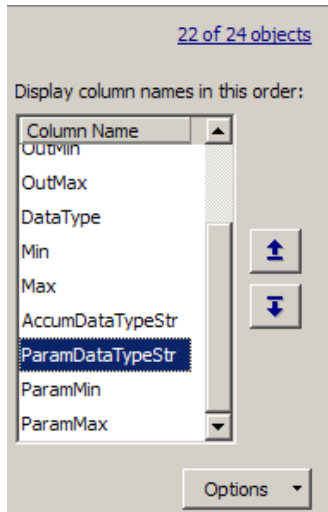 22 of 24 objects
Display column names in this order:
Column Name
OutMin
OutMax
DataType
Min
Max
AccumDataTypeStr
ParamDataTypeStr
ParamMin
ParamMax
Options